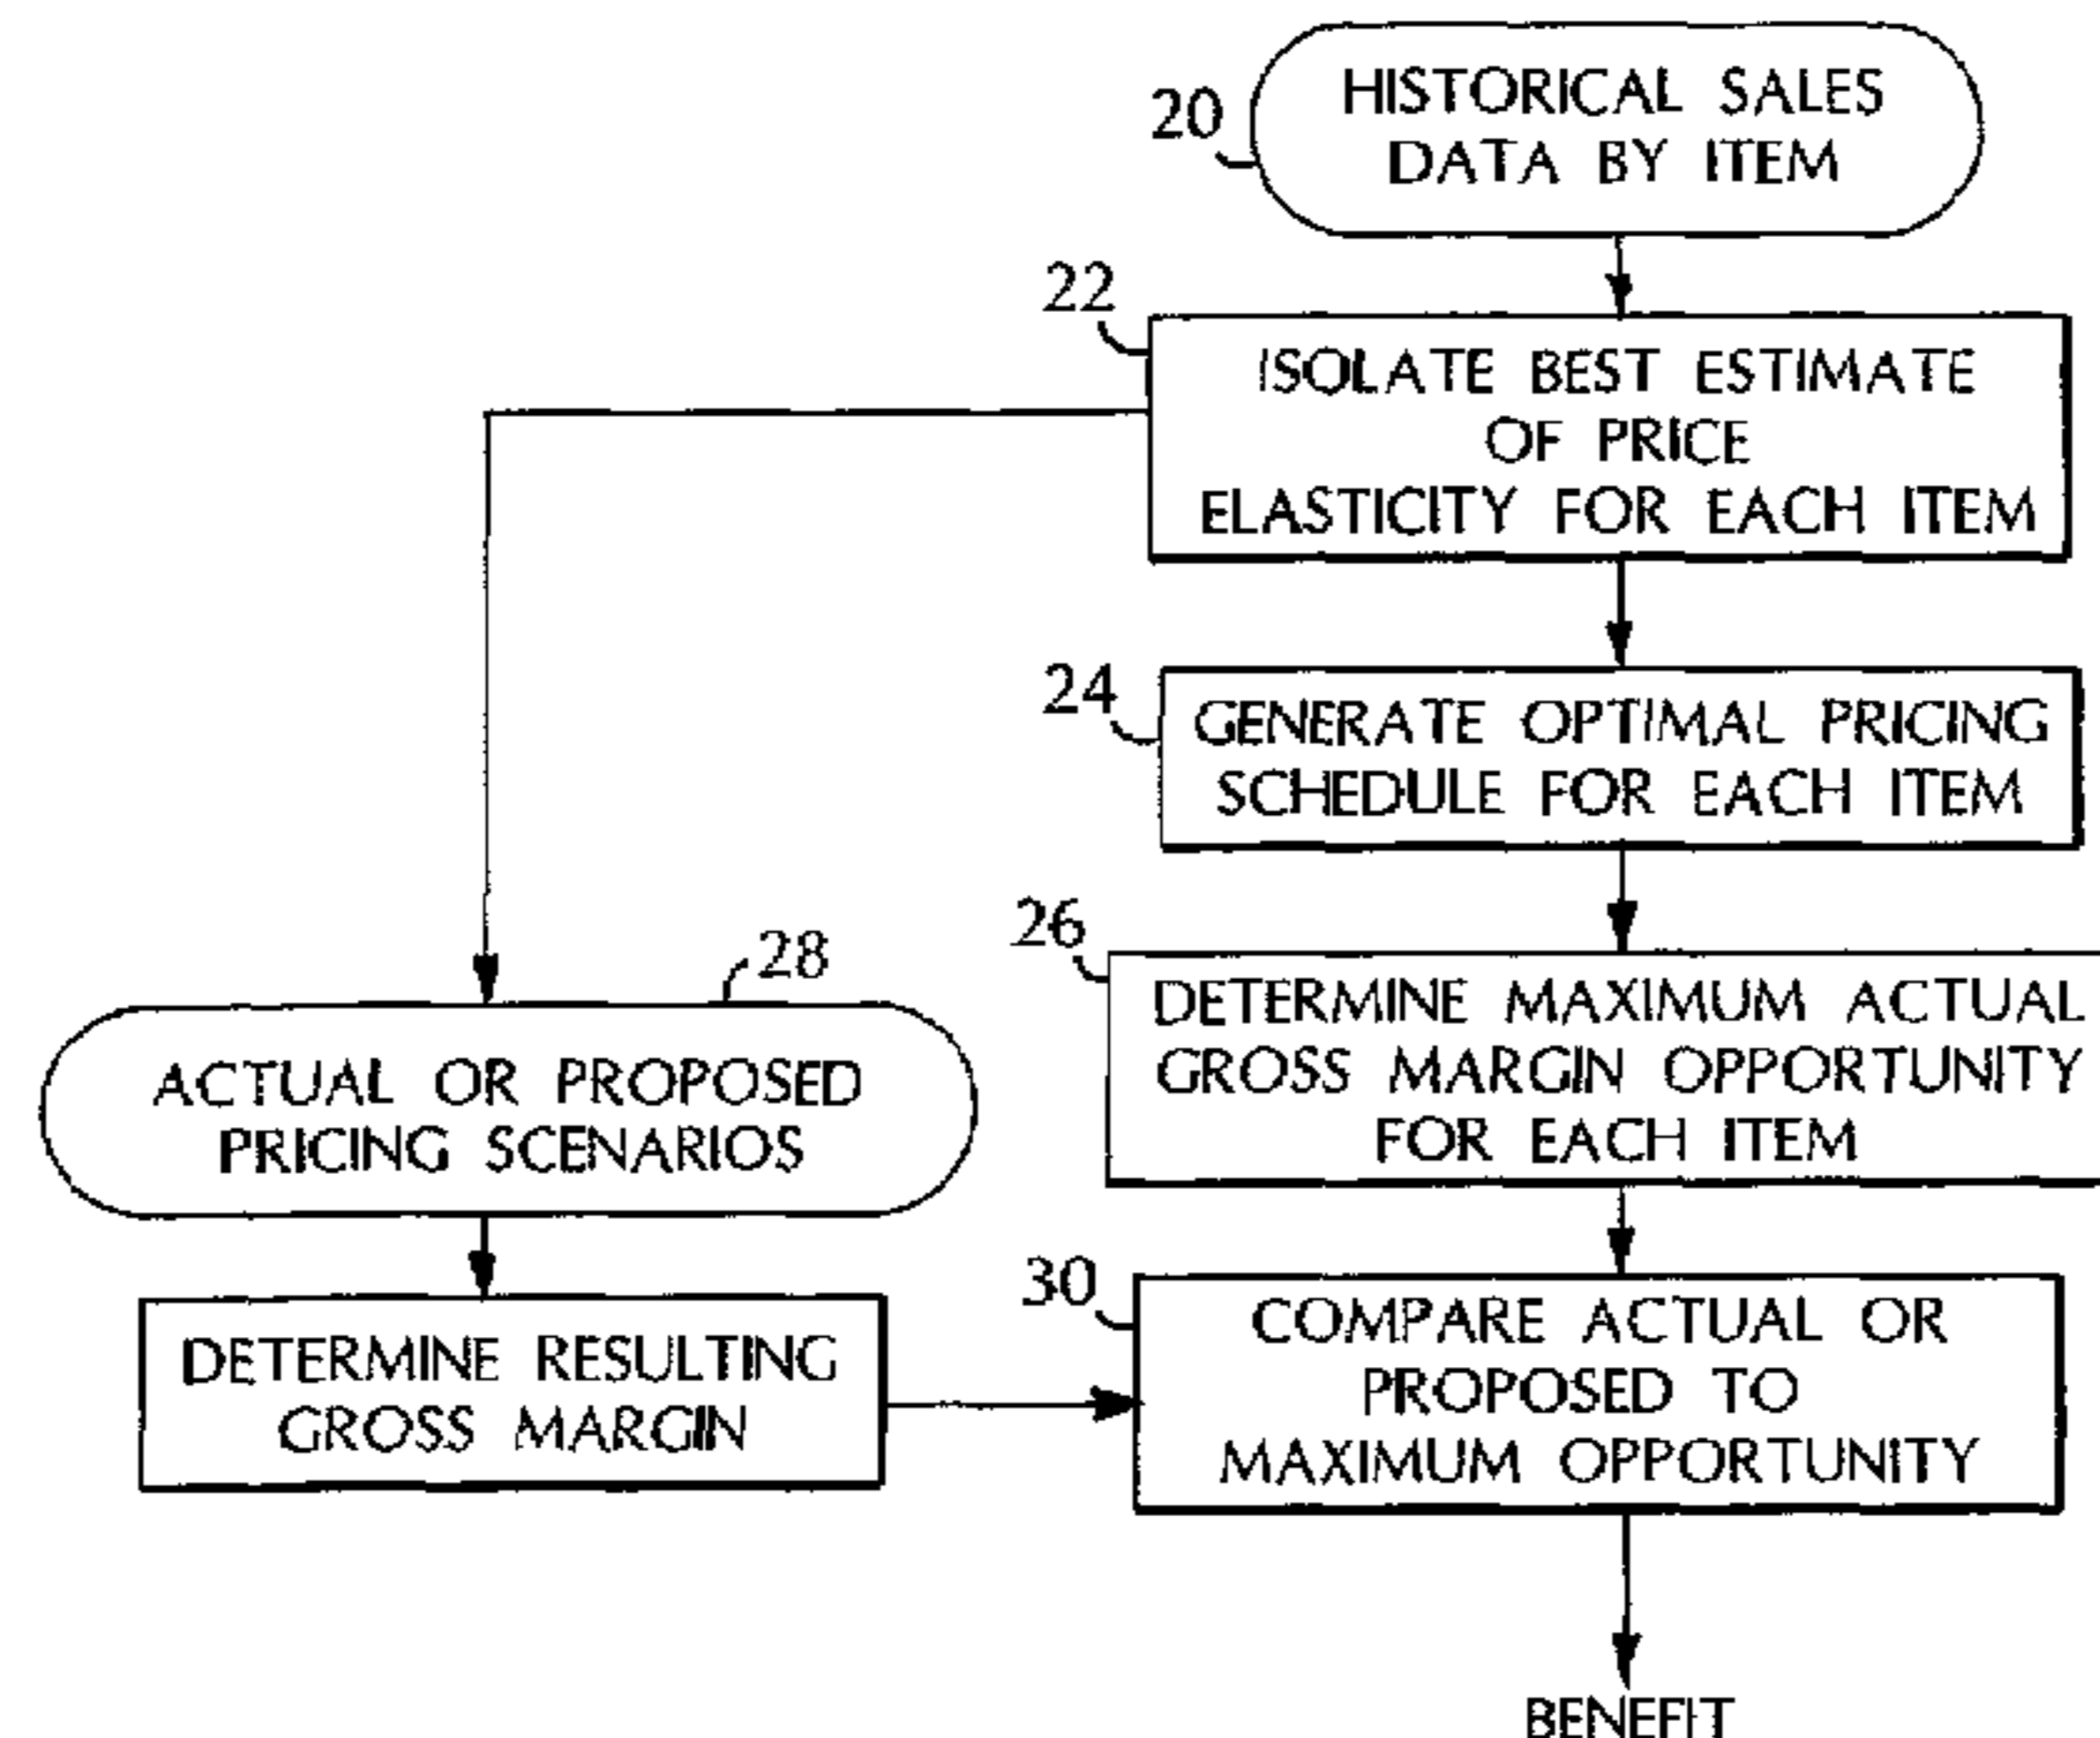 20
HISTORICAL SALES
DATA BY ITEM
22
ISOLATE BEST ESTIMATE
OF PRICE
ELASTICITY FOR EACH ITEM
24
GENERATE OPTIMAL PRICING
SCHEDULE FOR EACH ITEM
26
DETERMINE MAXIMUM ACTUAL
GROSS MARGIN OPPORTUNITY
FOR EACH ITEM
28
ACTUAL OR PROPOSED
PRICING SCENARIOS
DETERMINE RESULTING
GROSS MARGIN
30
COMPARE ACTUAL OR
PROPOSED TO
MAXIMUM OPPORTUNITY
BENEFIT